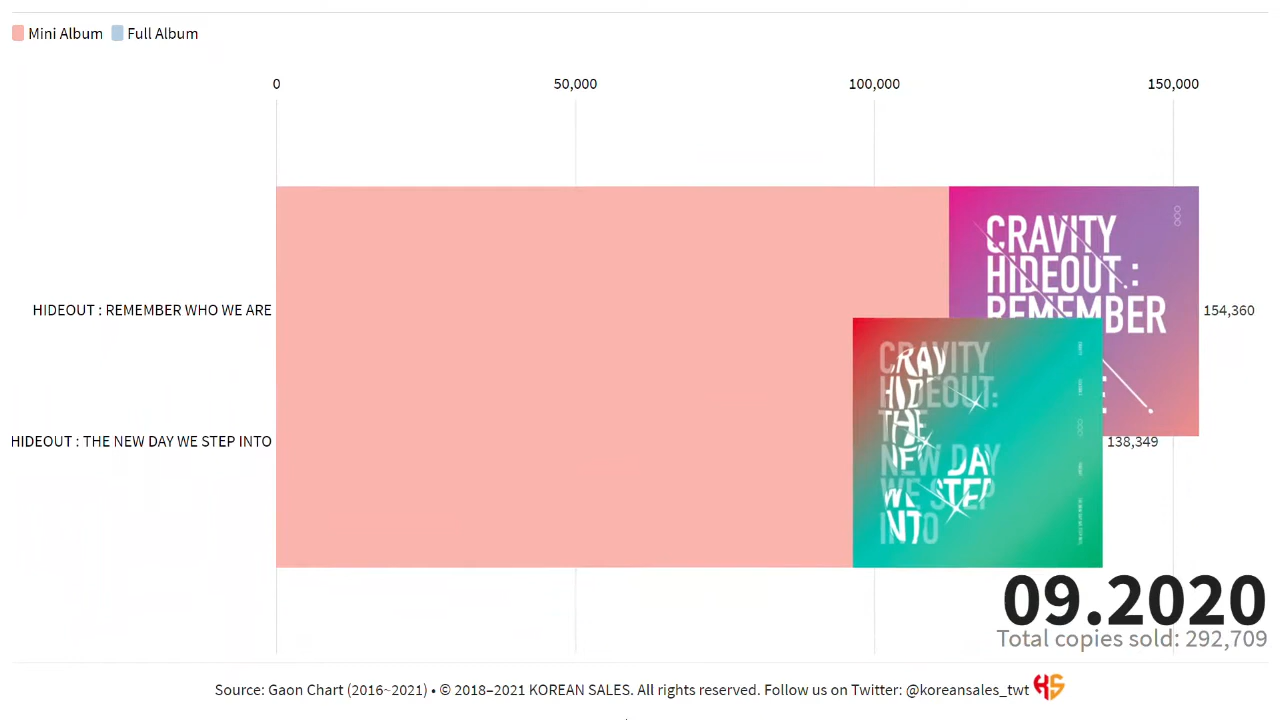 Mini Album Full Album
0 50,000 100,000 150,000
CRAVITY
HIDEOUT :
REMEMBER
HIDEOUT : REMEMBER WHO WE ARE
154,360
CRAVITY
HIDEOUT:
THE
NEW DAY
WE STEP
INTO
HIDEOUT : THE NEW DAY WE STEP INTO
138,349
09.2020
Total copies sold: 292,709
Source: Gaon Chart (2016~2021) • © 2018–2021 KOREAN SALES. All rights reserved. Follow us on Twitter: @koreansales_twt KS